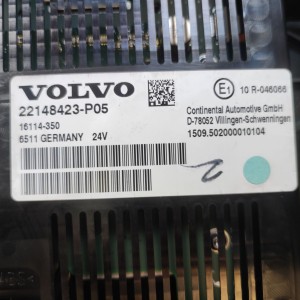 VOLVO
22148423-P05
16114-350
6511 GERMANY 24V
E1
10 R-046066
Continental Automotive GmbH
D-78052 Villingen-Schwenningen
1509.502000010104
2